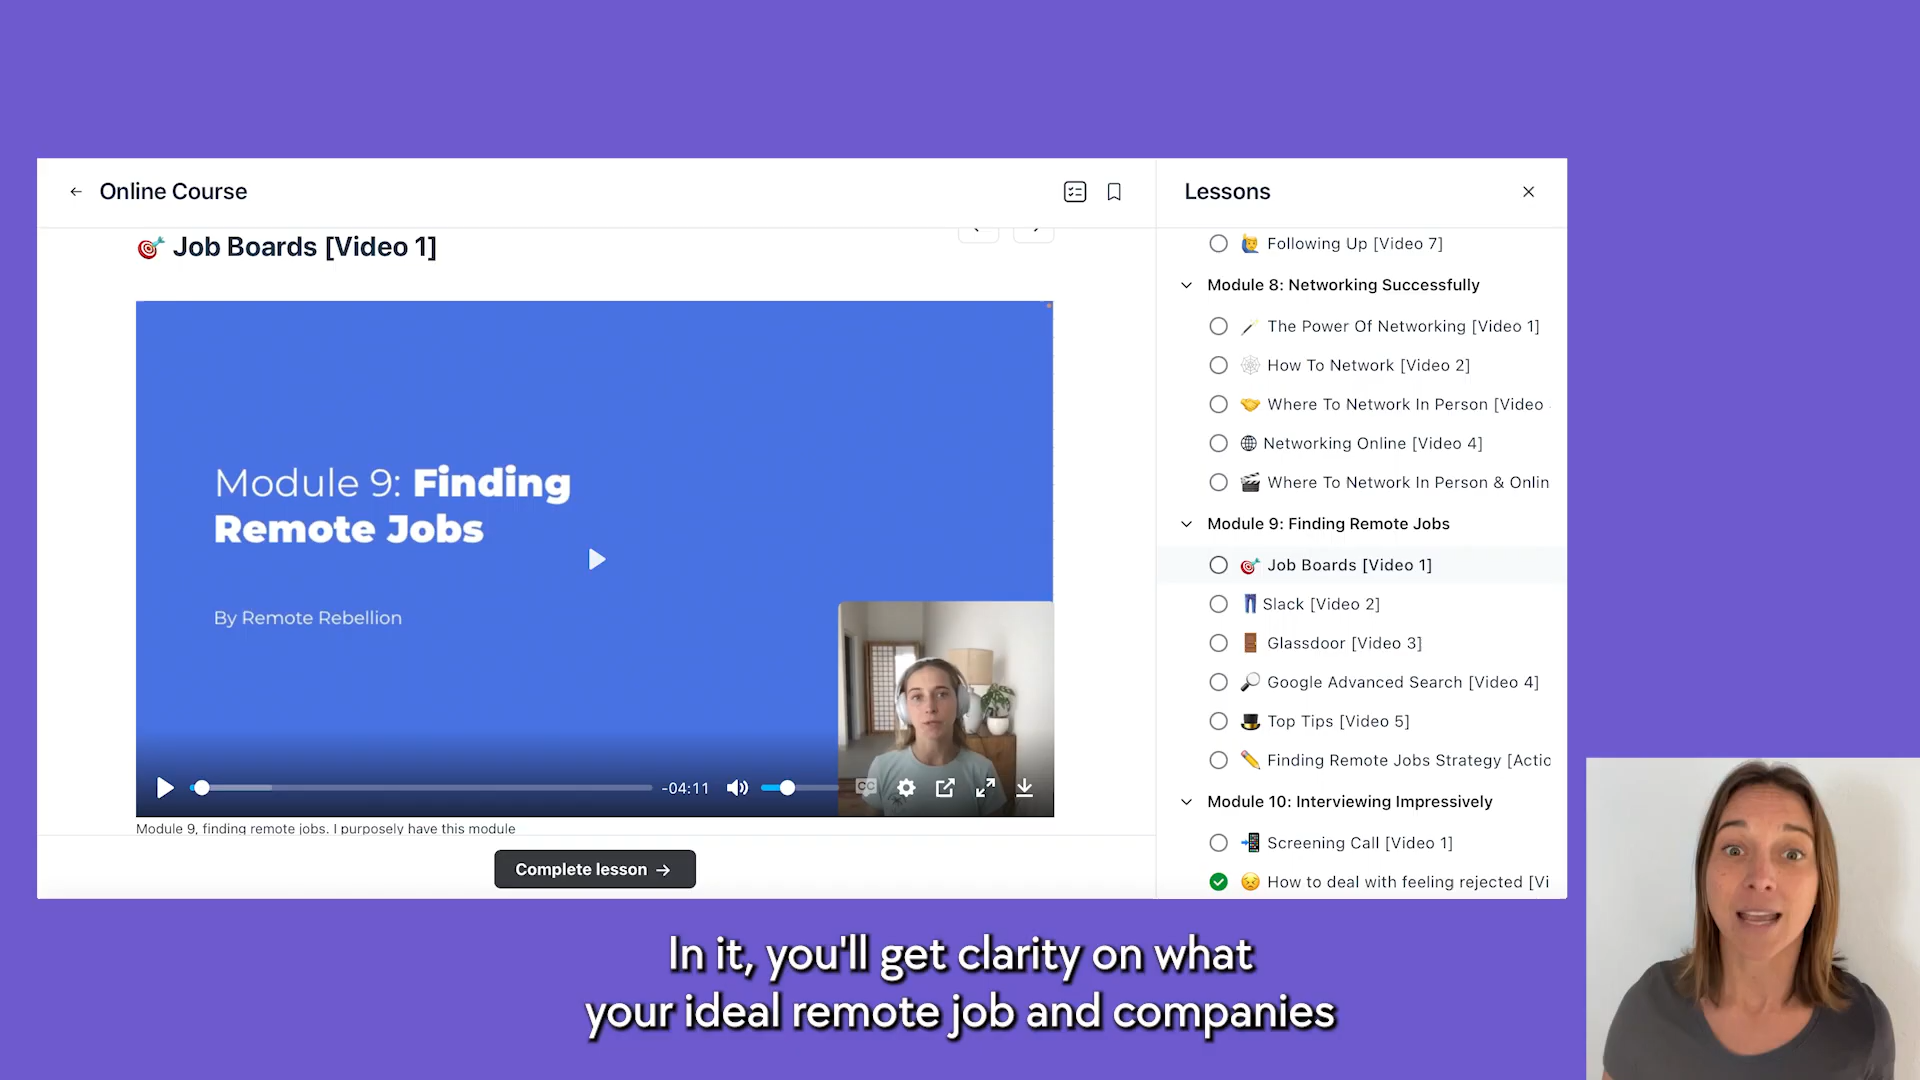 Online Course
Job Boards [Video 1]
Module 9: Finding
Remote Jobs
By Remote Rebellion
-04:11
CC
Module 9, finding remote jobs. I purposely have this module
Complete lesson →
Lessons
Following Up [Video 7]
Module 8: Networking Successfully
The Power Of Networking [Video 1]
How To Network [Video 2]
Where To Network In Person [Video
Networking Online [Video 4]
Where To Network In Person & Onlin
Module 9: Finding Remote Jobs
Job Boards [Video 1]
Slack [Video 2]
Glassdoor [Video 3]
Google Advanced Search [Video 4]
Top Tips [Video 5]
Finding Remote Jobs Strategy [Actic
Module 10: Interviewing Impressively
Screening Call [Video 1]
How to deal with feeling rejected [Vi
In it, you'll get clarity on what
your ideal remote job and companies